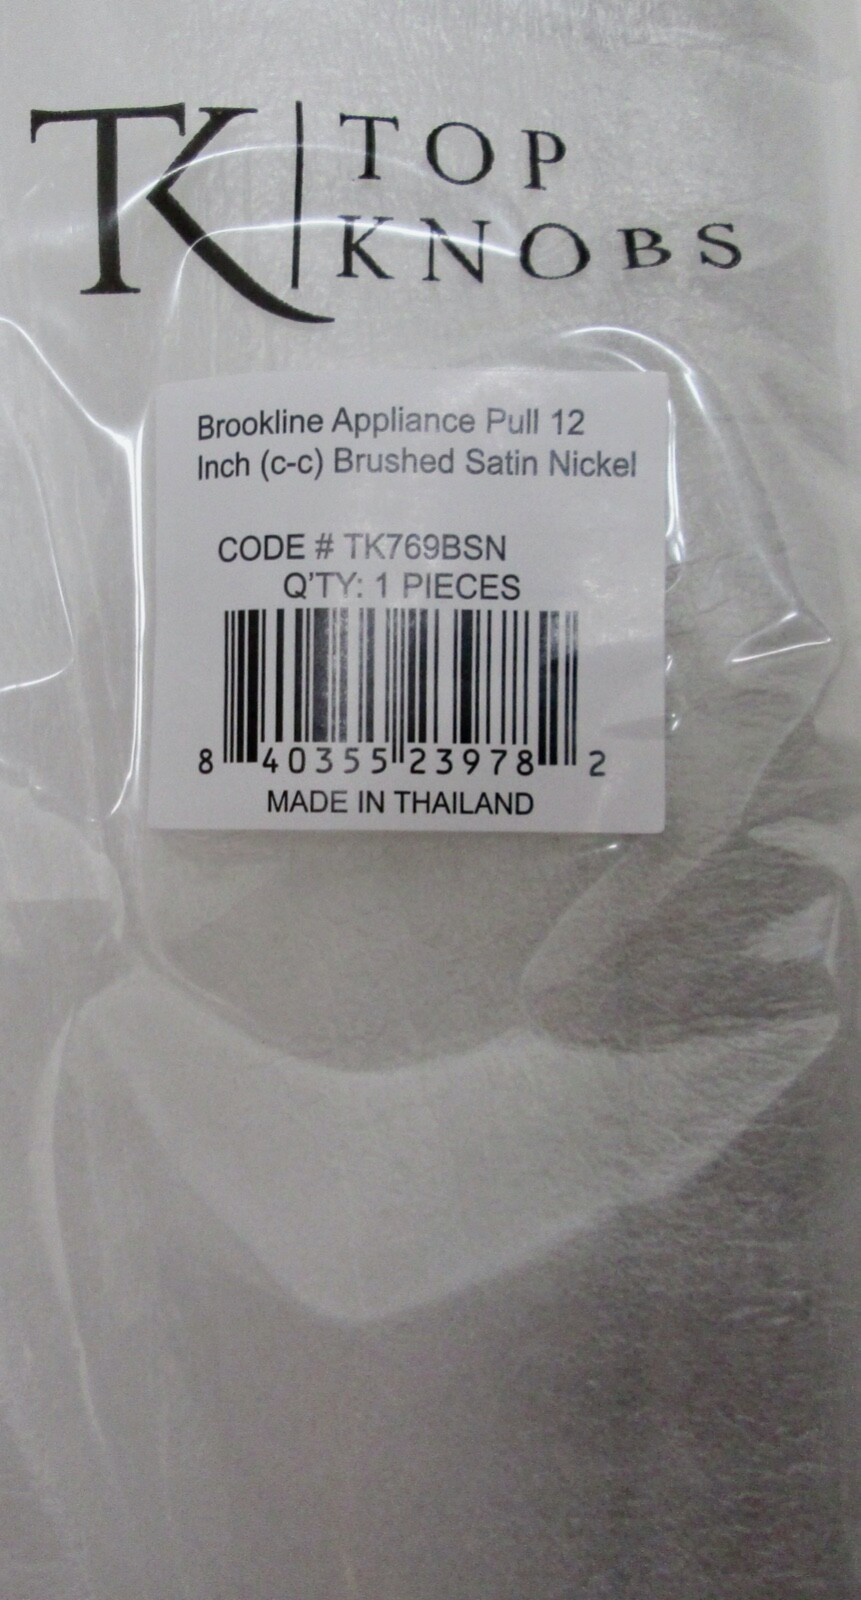 TK
TOP
KNOBS
Brookline Appliance Pull 12
Inch (c-c) Brushed Satin Nickel
CODE # TK769BSN
Q'TY: 1 PIECES
8 40355 23978 2
MADE IN THAILAND